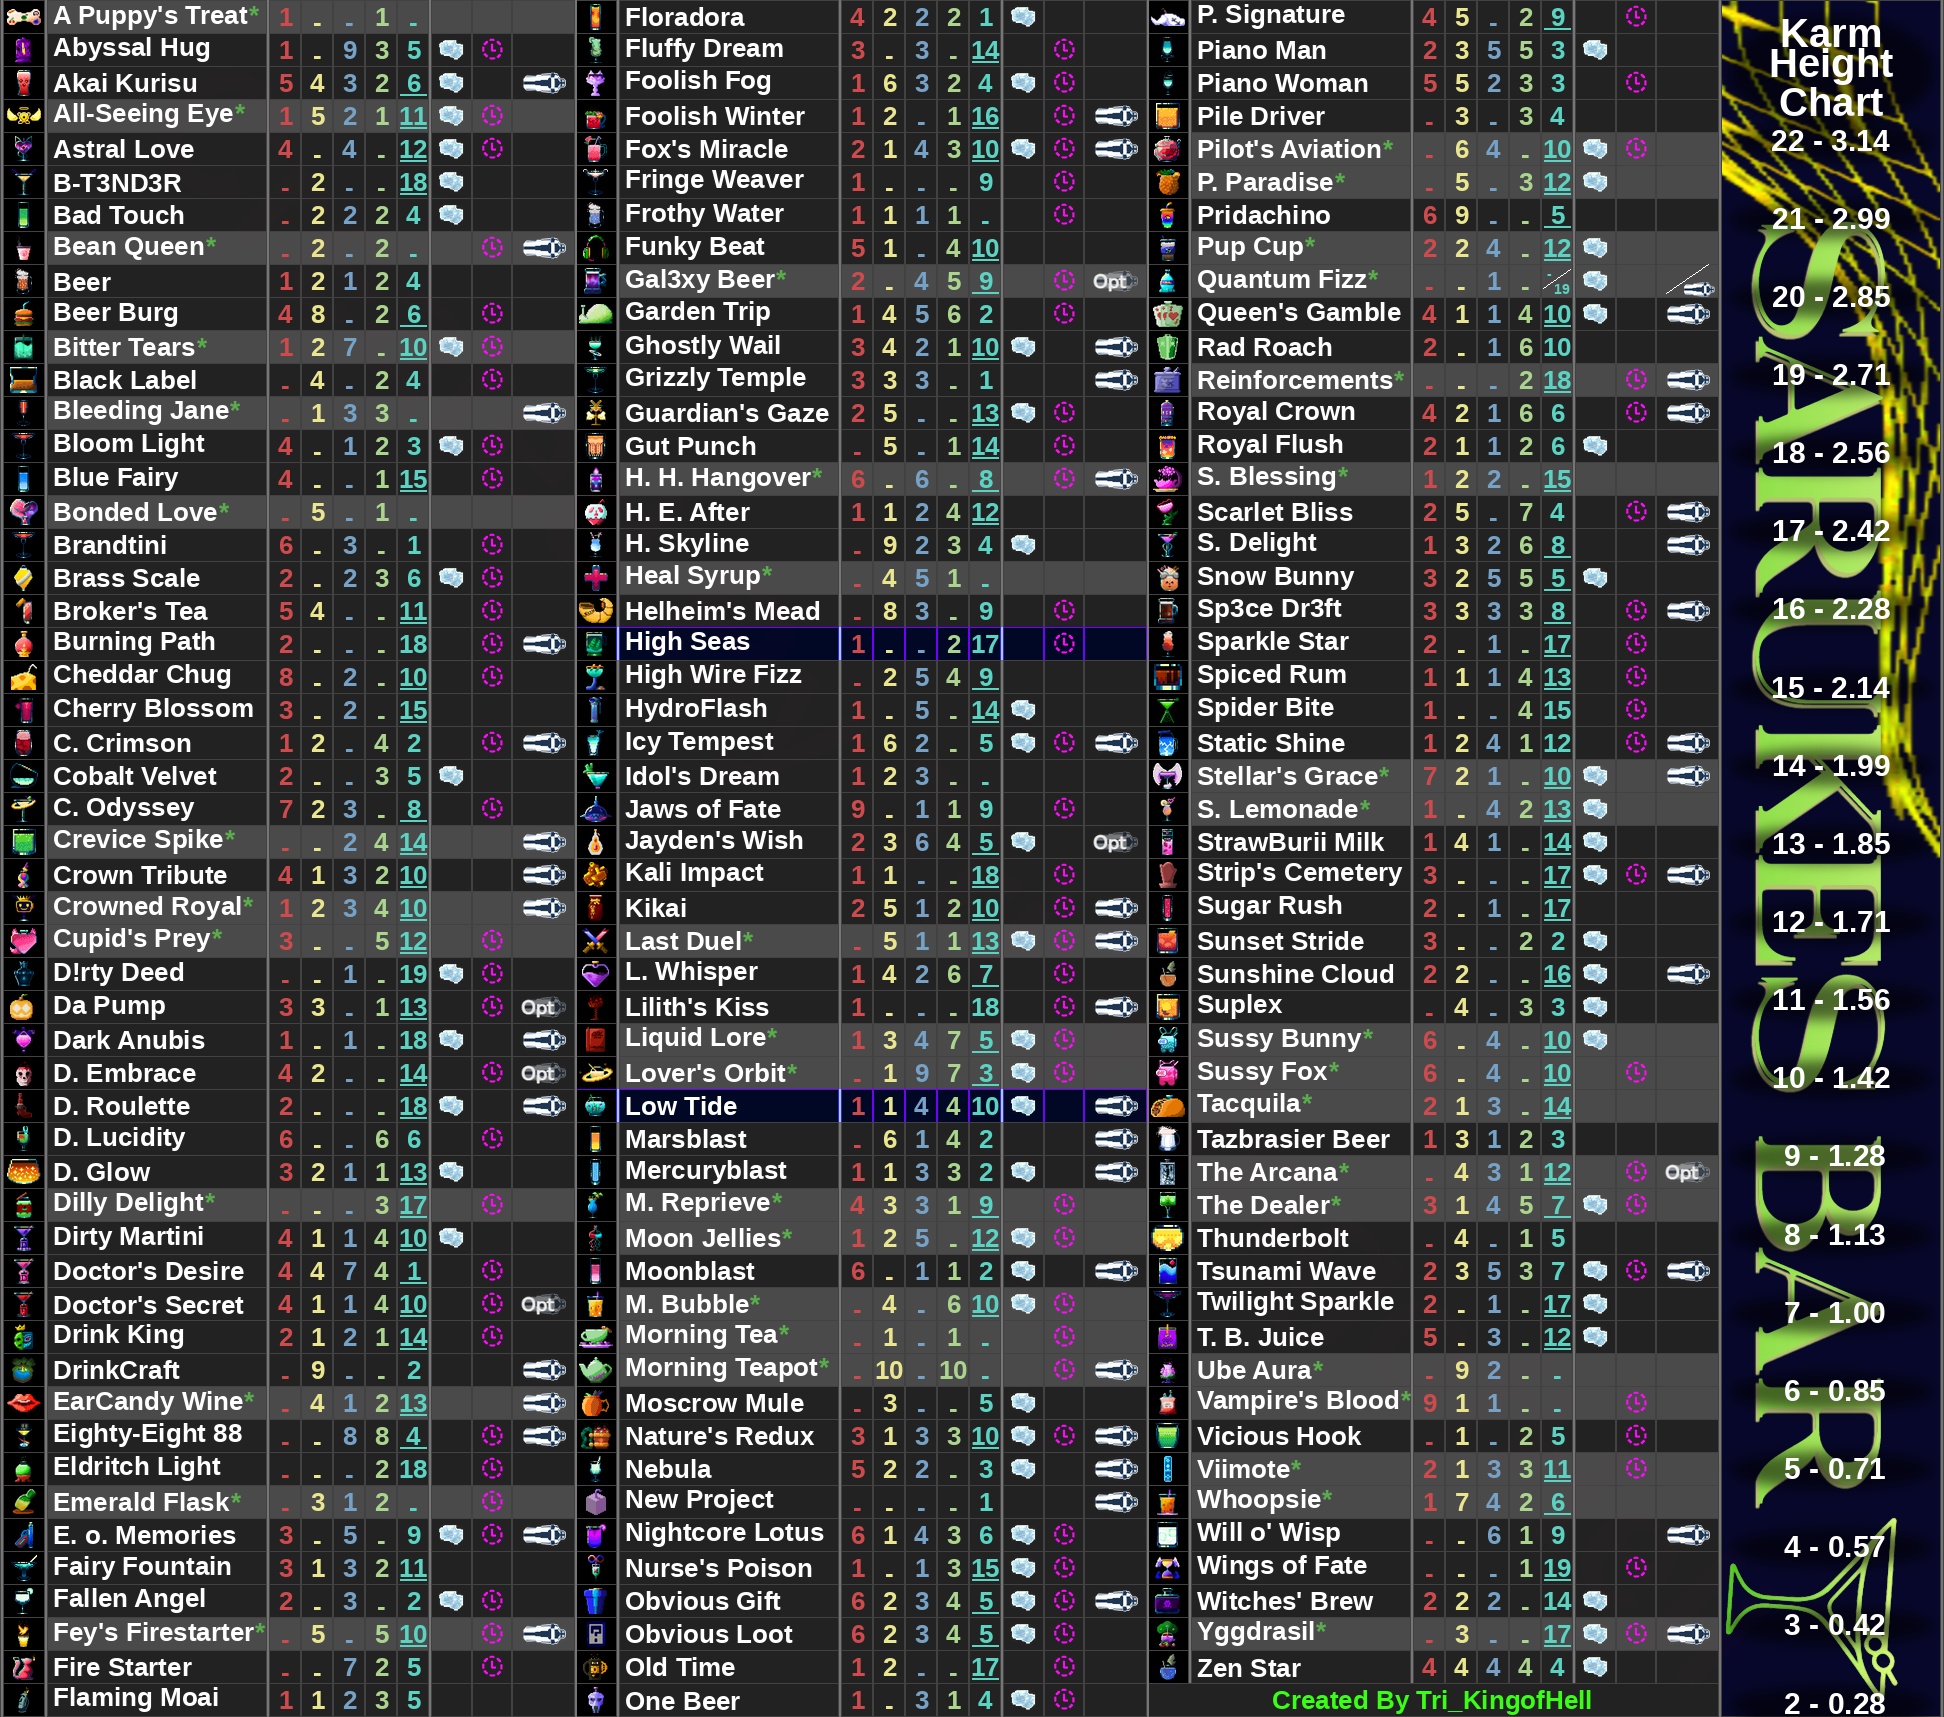 A Puppy's Treat* 1 - - 1 -
Abyssal Hug 1 - 9 3 5
Akai Kurisu 5 4 3 2 6
All-Seeing Eye* 1 5 2 1 11
Astral Love 4 - 4 - 12
B-T3ND3R - 2 - - 18
Bad Touch - 2 2 2 4
Bean Queen* - 2 - 2 -
Beer 1 2 1 2 4
Beer Burg 4 8 - 2 6
Bitter Tears* 1 2 7 - 10
Black Label - 4 - 2 4
Bleeding Jane* - 1 3 3 -
Bloom Light 4 - 1 2 3
Blue Fairy 4 - - 1 15
Bonded Love* - 5 - 1 -
Brandtini 6 - 3 - 1
Brass Scale 2 - 2 3 6
Broker's Tea 5 4 - - 11
Burning Path 2 - - - 18
Cheddar Chug 8 - 2 - 10
Cherry Blossom 3 - 2 - 15
C. Crimson 1 2 - 4 2
Cobalt Velvet 2 - - 3 5
C. Odyssey 7 2 3 - 8
Crevice Spike* - - 2 4 14
Crown Tribute 4 1 3 2 10
Crowned Royal* 1 2 3 4 10
Cupid's Prey* 3 - - 5 12
D!rty Deed - - 1 - 19
Da Pump 3 3 - 1 13 Opt
Dark Anubis 1 - 1 - 18
D. Embrace 4 2 - - 14 Opt
D. Roulette 2 - - - 18
D. Lucidity 6 - - 6 6
D. Glow 3 2 1 1 13
Dilly Delight* - - - 3 17
Dirty Martini 4 1 1 4 10
Doctor's Desire 4 4 7 4 1
Doctor's Secret 4 1 1 4 10 Opt
Drink King 2 1 2 1 14
DrinkCraft - 9 - - 2
EarCandy Wine* - 4 1 2 13
Eighty-Eight 88 - - 8 8 4
Eldritch Light - - - 2 18
Emerald Flask* - 3 1 2 -
E. o. Memories 3 - 5 - 9
Fairy Fountain 3 1 3 2 11
Fallen Angel 2 - 3 - 2
Fey's Firestarter* - 5 - 5 10
Fire Starter - - 7 2 5
Flaming Moai 1 1 2 3 5
Floradora 4 2 2 2 1
Fluffy Dream 3 - 3 - 14
Foolish Fog 1 6 3 2 4
Foolish Winter 1 2 - 1 16
Fox's Miracle 2 1 4 3 10
Fringe Weaver 1 - - - 9
Frothy Water 1 1 1 1 -
Funky Beat 5 1 - 4 10
Gal3xy Beer* 2 - 4 5 9 Opt
Garden Trip 1 4 5 6 2
Ghostly Wail 3 4 2 1 10
Grizzly Temple 3 3 3 - 1
Guardian's Gaze 2 5 - - 13
Gut Punch - 5 - 1 14
H. H. Hangover* 6 - 6 - 8
H. E. After 1 1 2 4 12
H. Skyline - 9 2 3 4
Heal Syrup* - 4 5 1 -
Helheim's Mead - 8 3 - 9
High Seas 1 - - 2 17
High Wire Fizz - 2 5 4 9
HydroFlash 1 - 5 - 14
Icy Tempest 1 6 2 - 5
Idol's Dream 1 2 3 - -
Jaws of Fate 9 - 1 1 9
Jayden's Wish 2 3 6 4 5 Opt
Kali Impact 1 1 - - 18
Kikai 2 5 1 2 10
Last Duel* - 5 1 1 13
L. Whisper 1 4 2 6 7
Lilith's Kiss 1 - - - 18
Liquid Lore* 1 3 4 7 5
Lover's Orbit* - 1 9 7 3
Low Tide 1 1 4 4 10
Marsblast - 6 1 4 2
Mercuryblast 1 1 3 3 2
M. Reprieve* 4 3 3 1 9
Moon Jellies* 1 2 5 - 12
Moonblast 6 - 1 1 2
M. Bubble* - 4 - 6 10
Morning Tea* - 1 - 1 -
Morning Teapot* - 10 - 10 -
Moscrow Mule - 3 - - 5
Nature's Redux 3 1 3 3 10
Nebula 5 2 2 - 3
New Project - - - - 1
Nightcore Lotus 6 1 4 3 6
Nurse's Poison 1 - 1 3 15
Obvious Gift 6 2 3 4 5
Obvious Loot 6 2 3 4 5
Old Time 1 2 - - 17
One Beer 1 - 3 1 4
P. Signature 4 5 - 2 9
Piano Man 2 3 5 5 3
Piano Woman 5 5 2 3 3
Pile Driver - 3 - 3 4
Pilot's Aviation* - 6 4 - 10
P. Paradise* - 5 - 3 12
Pridachino 6 9 - - 5
Pup Cup* 2 2 4 - 12
Quantum Fizz* - - 1 - -/19
Queen's Gamble 4 1 1 4 10
Rad Roach 2 - 1 6 10
Reinforcements* - - - 2 18
Royal Crown 4 2 1 6 6
Royal Flush 2 1 1 2 6
S. Blessing* 1 2 2 - 15
Scarlet Bliss 2 5 - 7 4
S. Delight 1 3 2 6 8
Snow Bunny 3 2 5 5 5
Sp3ce Dr3ft 3 3 3 3 8
Sparkle Star 2 - 1 - 17
Spiced Rum 1 1 1 4 13
Spider Bite 1 - - 4 15
Static Shine 1 2 4 1 12
Stellar's Grace* 7 2 1 - 10
S. Lemonade* 1 - 4 2 13
StrawBurii Milk 1 4 1 - 14
Strip's Cemetery 3 - - - 17
Sugar Rush 2 - 1 - 17
Sunset Stride 3 - - 2 2
Sunshine Cloud 2 2 - - 16
Suplex - 4 - 3 3
Sussy Bunny* 6 - 4 - 10
Sussy Fox* 6 - 4 - 10
Tacquila* 2 1 3 - 14
Tazbrasier Beer 1 3 1 2 3
The Arcana* - 4 3 1 12 Opt
The Dealer* 3 1 4 5 7
Thunderbolt - 4 - 1 5
Tsunami Wave 2 3 5 3 7
Twilight Sparkle 2 - 1 - 17
T. B. Juice 5 - 3 - 12
Ube Aura* - 9 2 - -
Vampire's Blood* 9 1 1 - -
Vicious Hook - 1 - 2 5
Viimote* 2 1 3 3 11
Whoopsie* 1 7 4 2 6
Will o' Wisp - - 6 1 9
Wings of Fate - - - 1 19
Witches' Brew 2 2 2 - 14
Yggdrasil* - 3 - - 17
Zen Star 4 4 4 4 4
Created By Tri_KingofHell
Karm
Height
Chart
22 - 3.14
21 - 2.99
20 - 2.85
19 - 2.71
18 - 2.56
17 - 2.42
16 - 2.28
15 - 2.14
14 - 1.99
13 - 1.85
12 - 1.71
11 - 1.56
10 - 1.42
9 - 1.28
8 - 1.13
7 - 1.00
6 - 0.85
5 - 0.71
4 - 0.57
3 - 0.42
2 - 0.28
SARUKES BAR